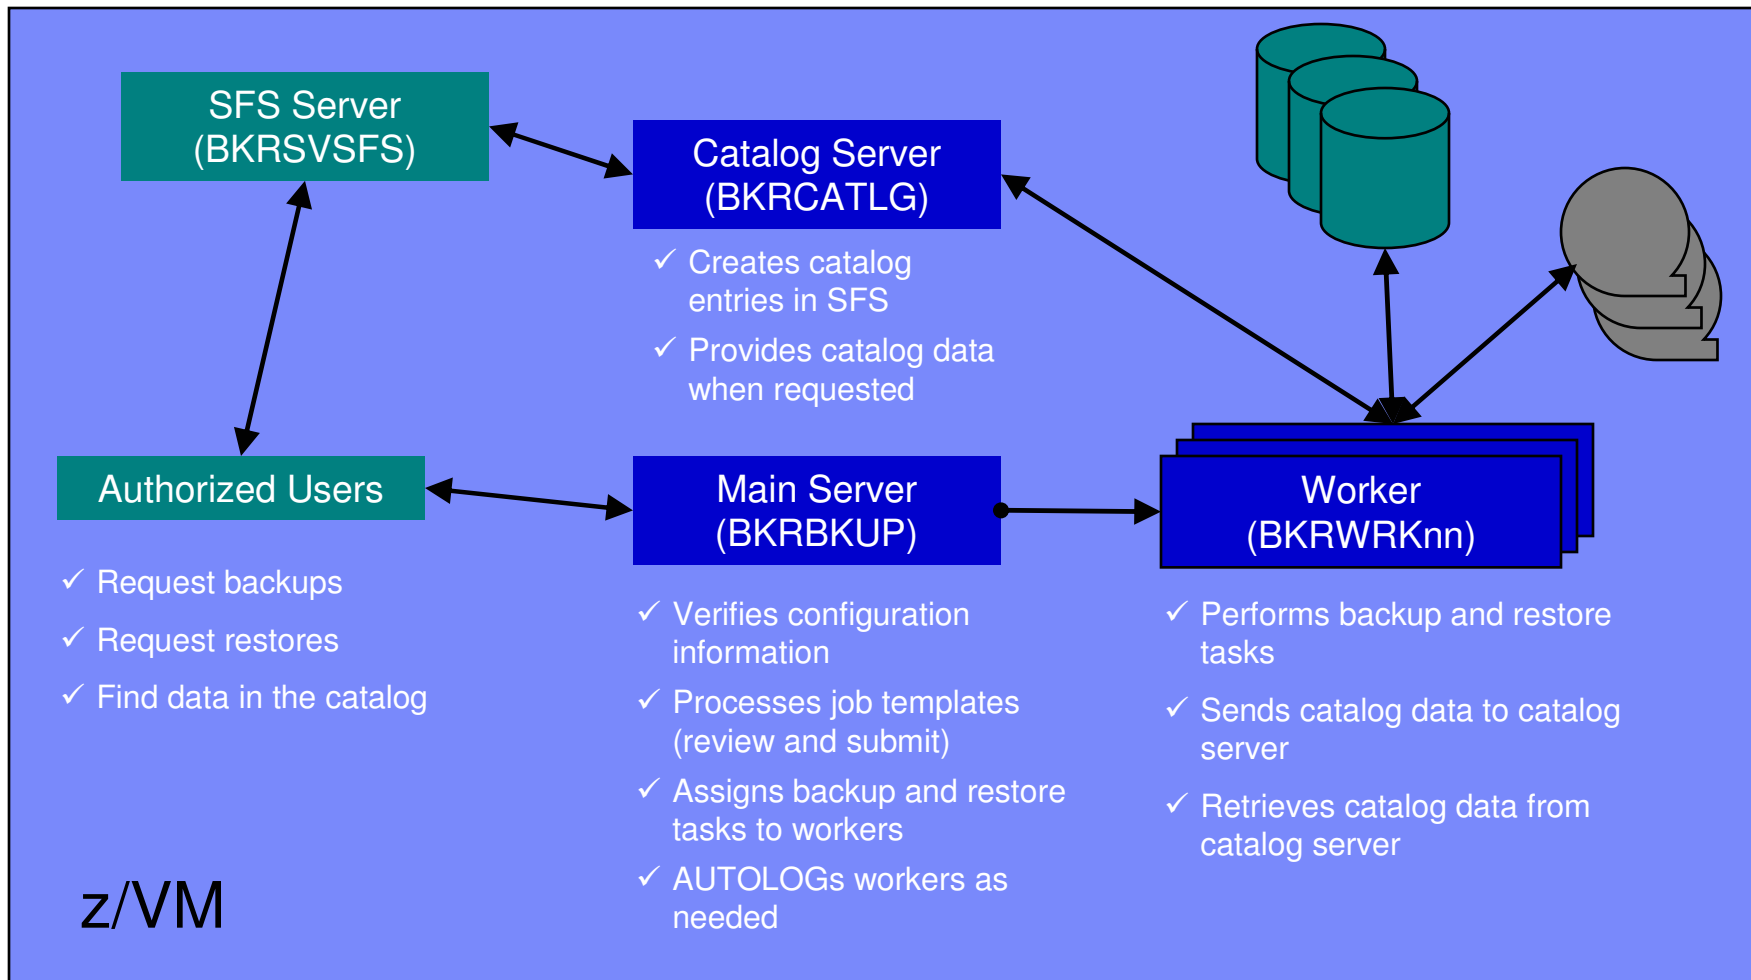 SFS Server
(BKRSVSFS)
Catalog Server
(BKRCATLG)
✓ Creates catalog
entries in SFS
✓ Provides catalog data
when requested
Authorized Users
✓ Request backups
✓ Request restores
✓ Find data in the catalog
Main Server
(BKRBKUP)
✓ Verifies configuration
information
✓ Processes job templates
(review and submit)
✓ Assigns backup and restore
tasks to workers
✓ AUTOLOGs workers as
needed
Worker
(BKRWRKnn)
✓ Performs backup and restore
tasks
✓ Sends catalog data to catalog
server
✓ Retrieves catalog data from
catalog server
z/VM